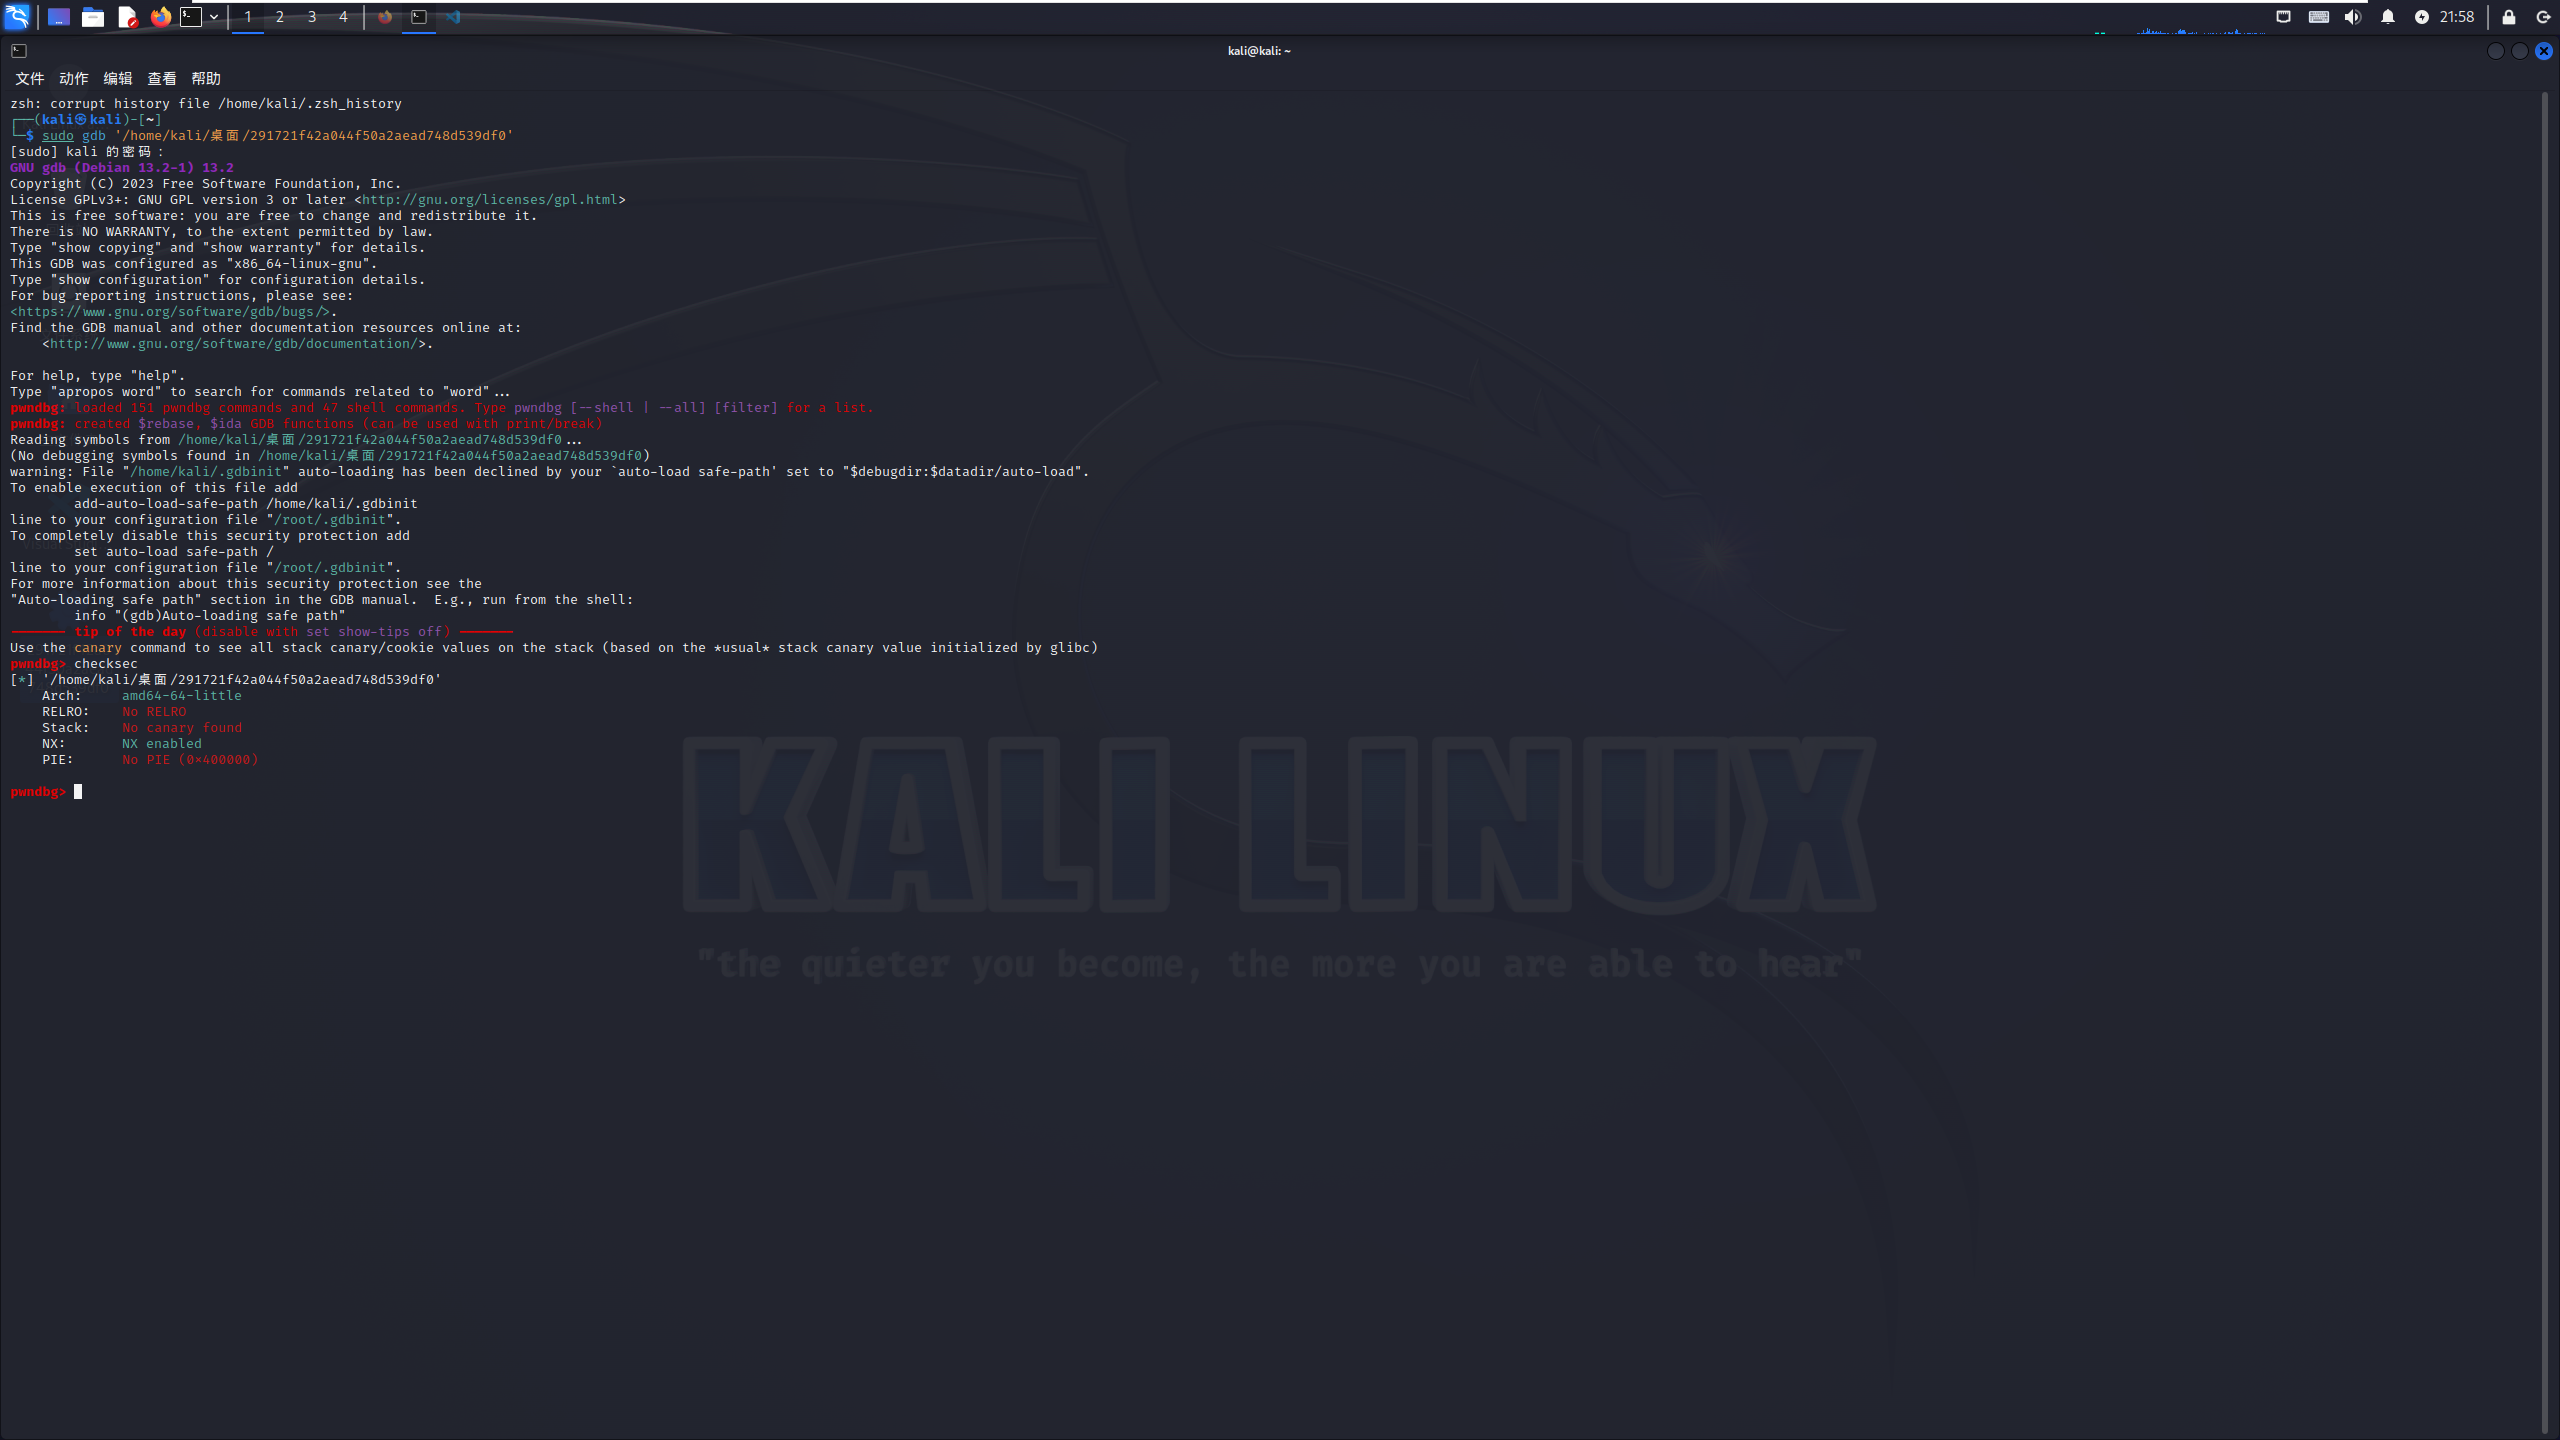 1 2 3 4 21:58
kali@kali: ~
文件 动作 编辑 查看 帮助
zsh: corrupt history file /home/kali/.zsh_history
┌──(kali㉿kali)-[~]
└─$ sudo gdb '/home/kali/桌面/291721f42a044f50a2aead748d539df0'
[sudo] kali 的密码：
GNU gdb (Debian 13.2-1) 13.2
Copyright (C) 2023 Free Software Foundation, Inc.
License GPLv3+: GNU GPL version 3 or later <http://gnu.org/licenses/gpl.html>
This is free software: you are free to change and redistribute it.
There is NO WARRANTY, to the extent permitted by law.
Type "show copying" and "show warranty" for details.
This GDB was configured as "x86_64-linux-gnu".
Type "show configuration" for configuration details.
For bug reporting instructions, please see:
<https://www.gnu.org/software/gdb/bugs/>.
Find the GDB manual and other documentation resources online at:
    <http://www.gnu.org/software/gdb/documentation/>.
For help, type "help".
Type "apropos word" to search for commands related to "word"...
pwndbg: loaded 151 pwndbg commands and 47 shell commands. Type pwndbg [--shell | --all] [filter] for a list.
pwndbg: created $rebase, $ida GDB functions (can be used with print/break)
Reading symbols from /home/kali/桌面/291721f42a044f50a2aead748d539df0...
(No debugging symbols found in /home/kali/桌面/291721f42a044f50a2aead748d539df0)
warning: File "/home/kali/.gdbinit" auto-loading has been declined by your `auto-load safe-path' set to "$debugdir:$datadir/auto-load".
To enable execution of this file add
        add-auto-load-safe-path /home/kali/.gdbinit
line to your configuration file "/root/.gdbinit".
To completely disable this security protection add
        set auto-load safe-path /
line to your configuration file "/root/.gdbinit".
For more information about this security protection see the
"Auto-loading safe path" section in the GDB manual.  E.g., run from the shell:
        info "(gdb)Auto-loading safe path"
------- tip of the day (disable with set show-tips off) -------
Use the canary command to see all stack canary/cookie values on the stack (based on the *usual* stack canary value initialized by glibc)
pwndbg> checksec
[*] '/home/kali/桌面/291721f42a044f50a2aead748d539df0'
    Arch:     amd64-64-little
    RELRO:    No RELRO
    Stack:    No canary found
    NX:       NX enabled
    PIE:      No PIE (0x400000)
pwndbg>
KALI LINUX
"the quieter you become, the more you are able to hear"